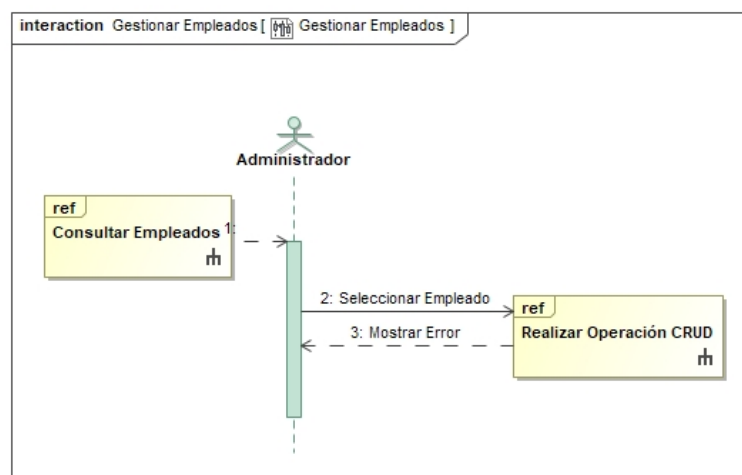 interaction Gestionar Empleados [ Gestionar Empleados ]
Administrador
ref
Consultar Empleados
1:
2: Seleccionar Empleado
ref
3: Mostrar Error
Realizar Operación CRUD